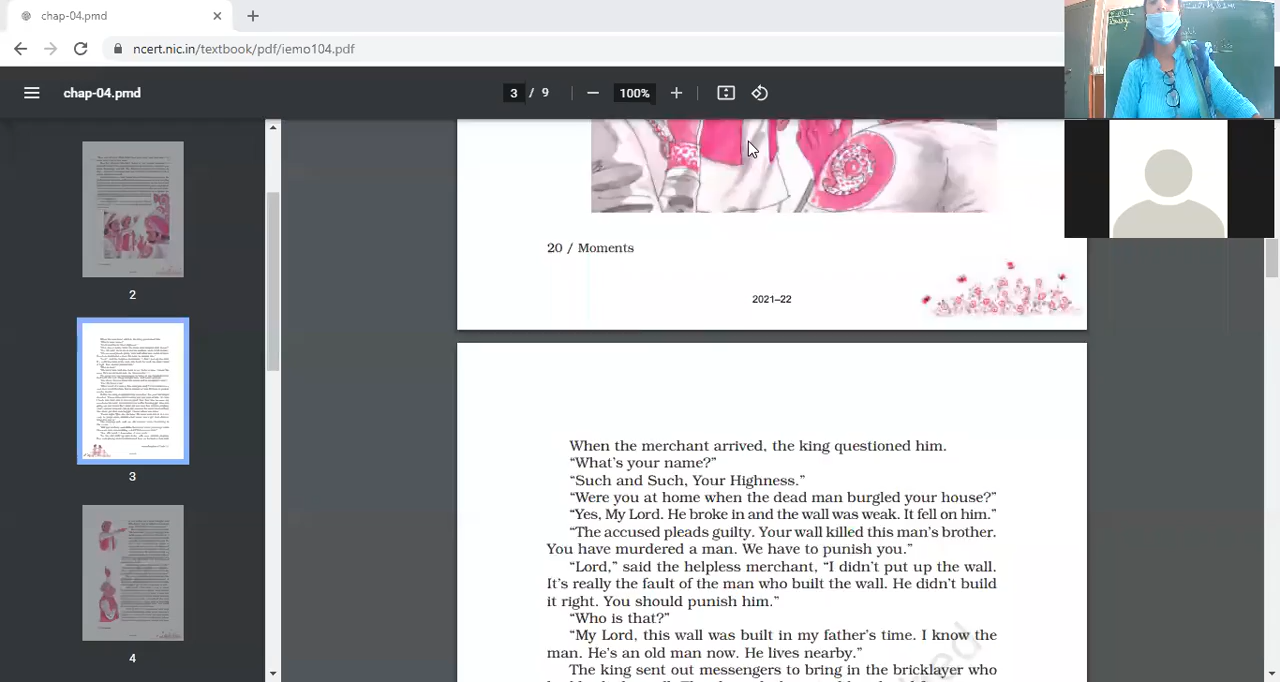 chap-04.pmd
ncert.nic.in/textbook/pdf/iemo104.pdf
chap-04.pmd
3 / 9
100%
2
3
4
20 / Moments
2021–22
When the merchant arrived, the king questioned him.
“What’s your name?”
“Such and Such, Your Highness.”
“Were you at home when the dead man burgled your house?”
“Yes, My Lord. He broke in and the wall was weak. It fell on him.”
“The accused pleads guilty. Your wall killed this man’s brother.
You have murdered a man. We have to punish you.”
“Lord,” said the helpless merchant, “I didn’t put up the wall.
It’s really the fault of the man who built the wall. He didn’t build
it right. You should punish him.”
“Who is that?”
“My Lord, this wall was built in my father’s time. I know the
man. He’s an old man now. He lives nearby.”
The king sent out messengers to bring in the bricklayer who